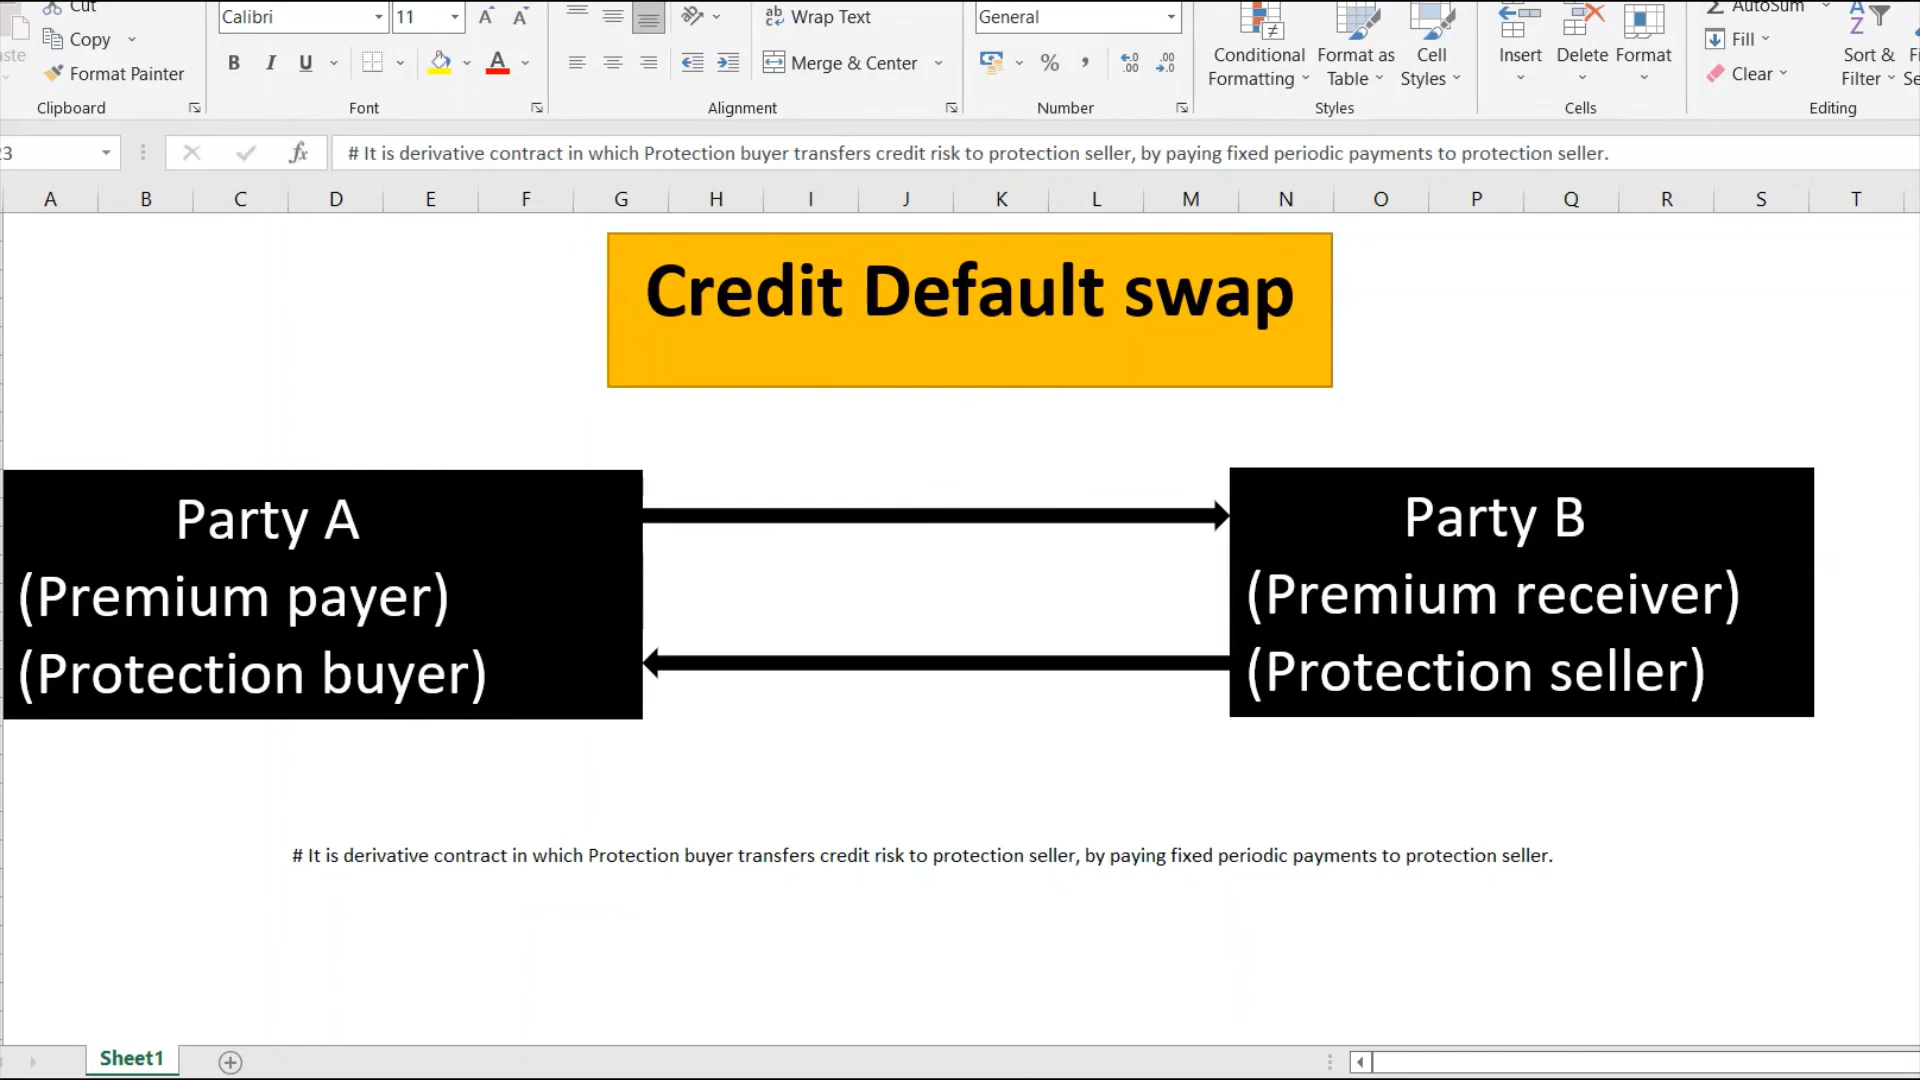 Cut
Calibri 11 A A ab Wrap Text General AutoSum A
Copy Fill Z
Format Painter B I U A Merge & Center % , Conditional Formatting Format as Table Cell Styles Insert Delete Format Clear Sort & Filter
Clipboard Font Alignment Number Styles Cells Editing
fx # It is derivative contract in which Protection buyer transfers credit risk to protection seller, by paying fixed periodic payments to protection seller.
A B C D E F G H I J K L M N O P Q R S T
Credit Default swap
Party A
(Premium payer)
(Protection buyer)
Party B
(Premium receiver)
(Protection seller)
# It is derivative contract in which Protection buyer transfers credit risk to protection seller, by paying fixed periodic payments to protection seller.
Sheet1